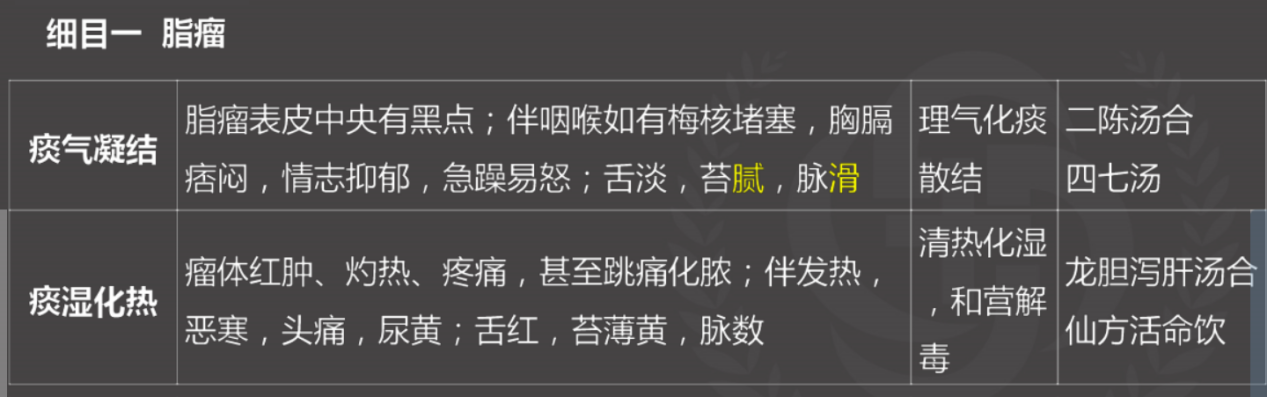 细目一 脂瘤
痰气凝结
脂瘤表皮中央有黑点；伴咽喉如有梅核堵塞，胸膈
痞闷，情志抑郁，急躁易怒；舌淡，苔腻，脉滑
理气化痰
散结
二陈汤合
四七汤
痰湿化热
瘤体红肿、灼热、疼痛，甚至跳痛化脓；伴发热，
恶寒，头痛，尿黄；舌红，苔薄黄，脉数
清热化湿
，和营解
毒
龙胆泻肝汤合
仙方活命饮